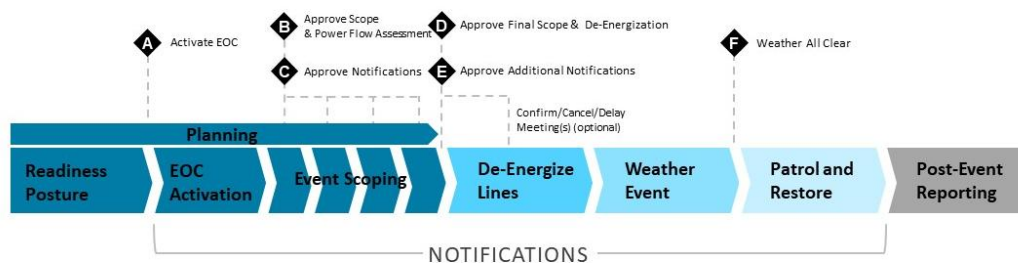 A
Activate EOC
B
Approve Scope
& Power Flow Assessment
C
Approve Notifications
D
Approve Final Scope & De-Energization
E
Approve Additional Notifications
F
Weather All Clear
Confirm/Cancel/Delay
Meeting(s) (optional)
Planning
Readiness
Posture
EOC
Activation
Event Scoping
De-Energize
Lines
Weather
Event
Patrol and
Restore
Post-Event
Reporting
NOTIFICATIONS